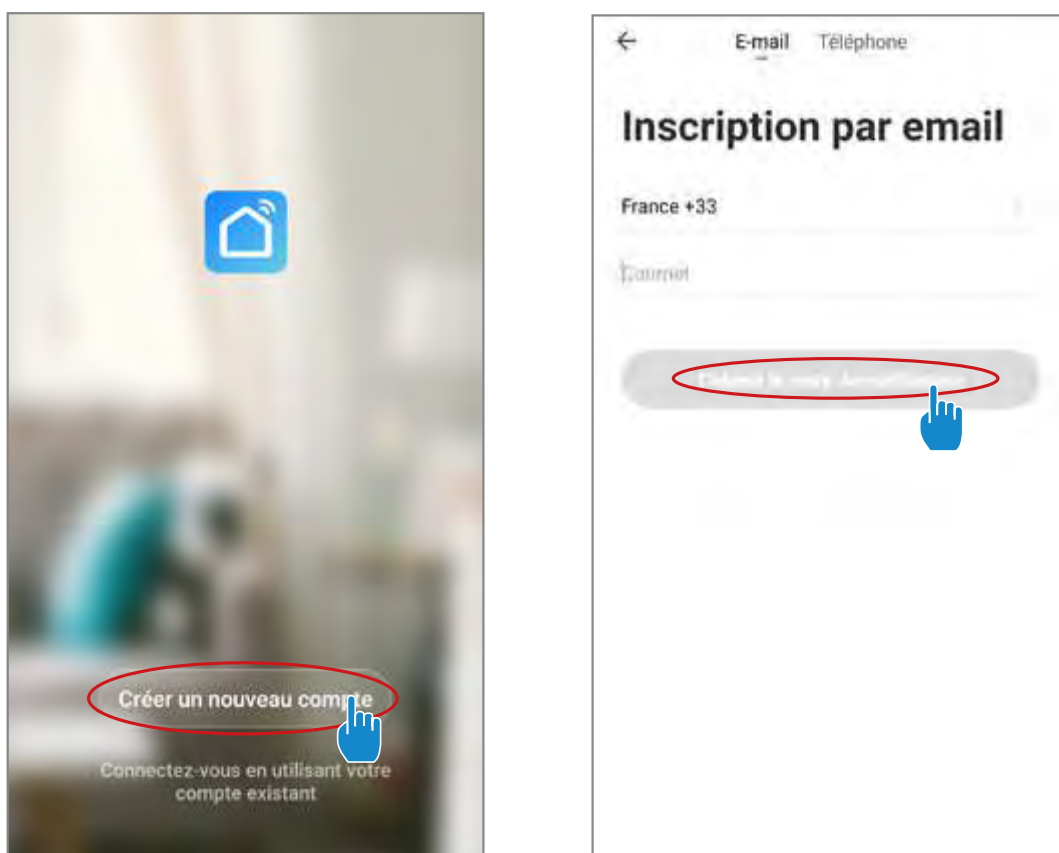 Créer un nouveau compte
Connectez-vous en utilisant votre
compte existant
E-mail Téléphone
Inscription par email
France +33